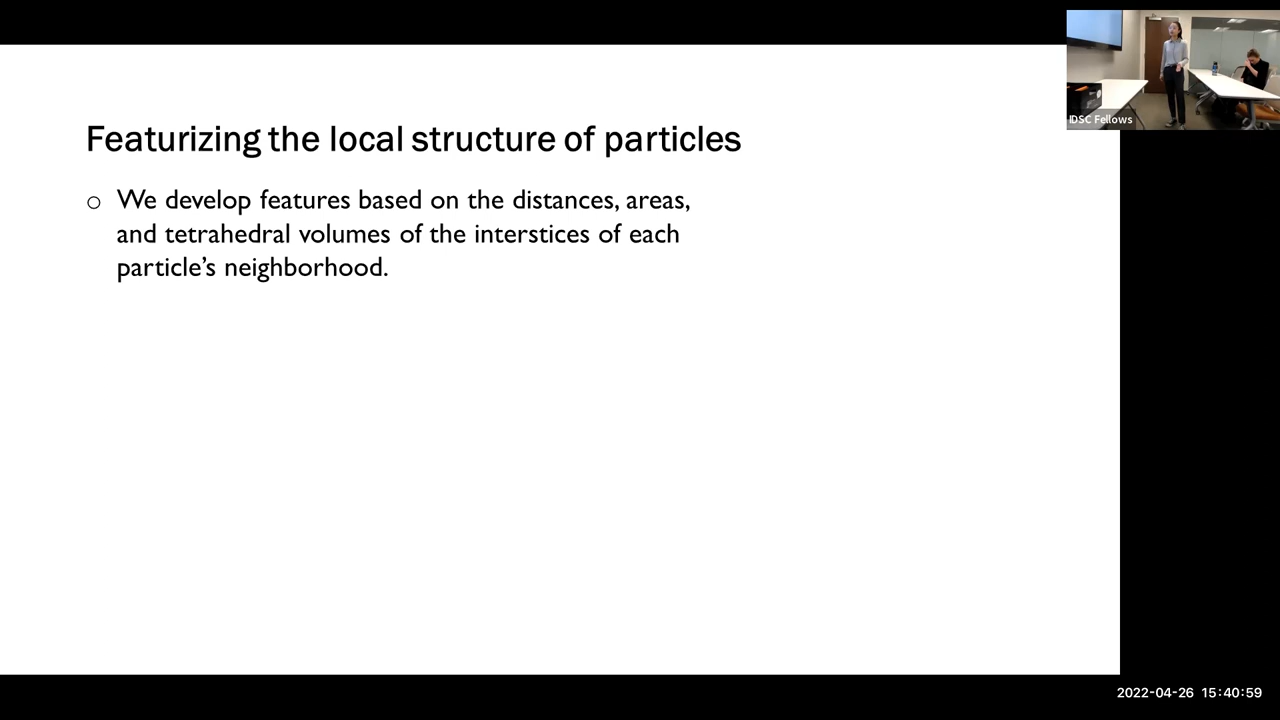 IDSC Fellows
Featurizing the local structure of particles
○ We develop features based on the distances, areas,
and tetrahedral volumes of the interstices of each
particle’s neighborhood.
2022-04-26 15:40:59